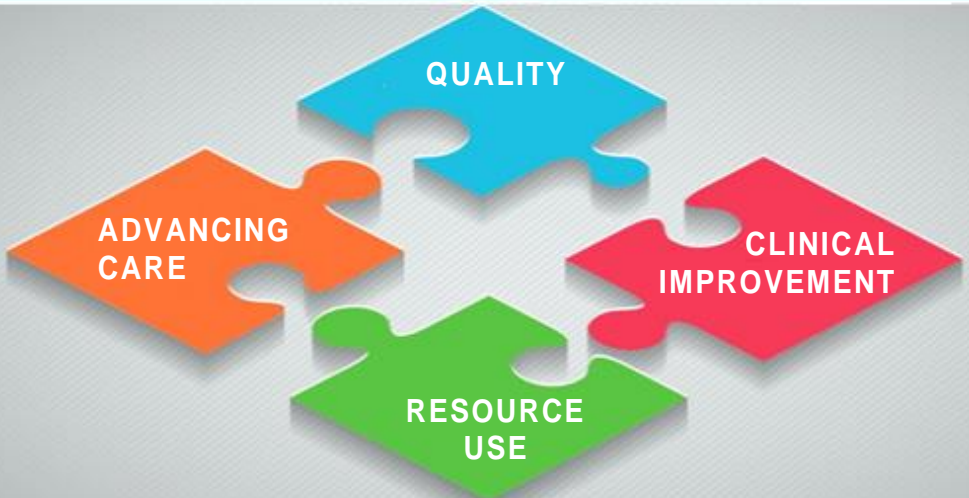 QUALITY
ADVANCING
CARE
CLINICAL
IMPROVEMENT
RESOURCE
USE